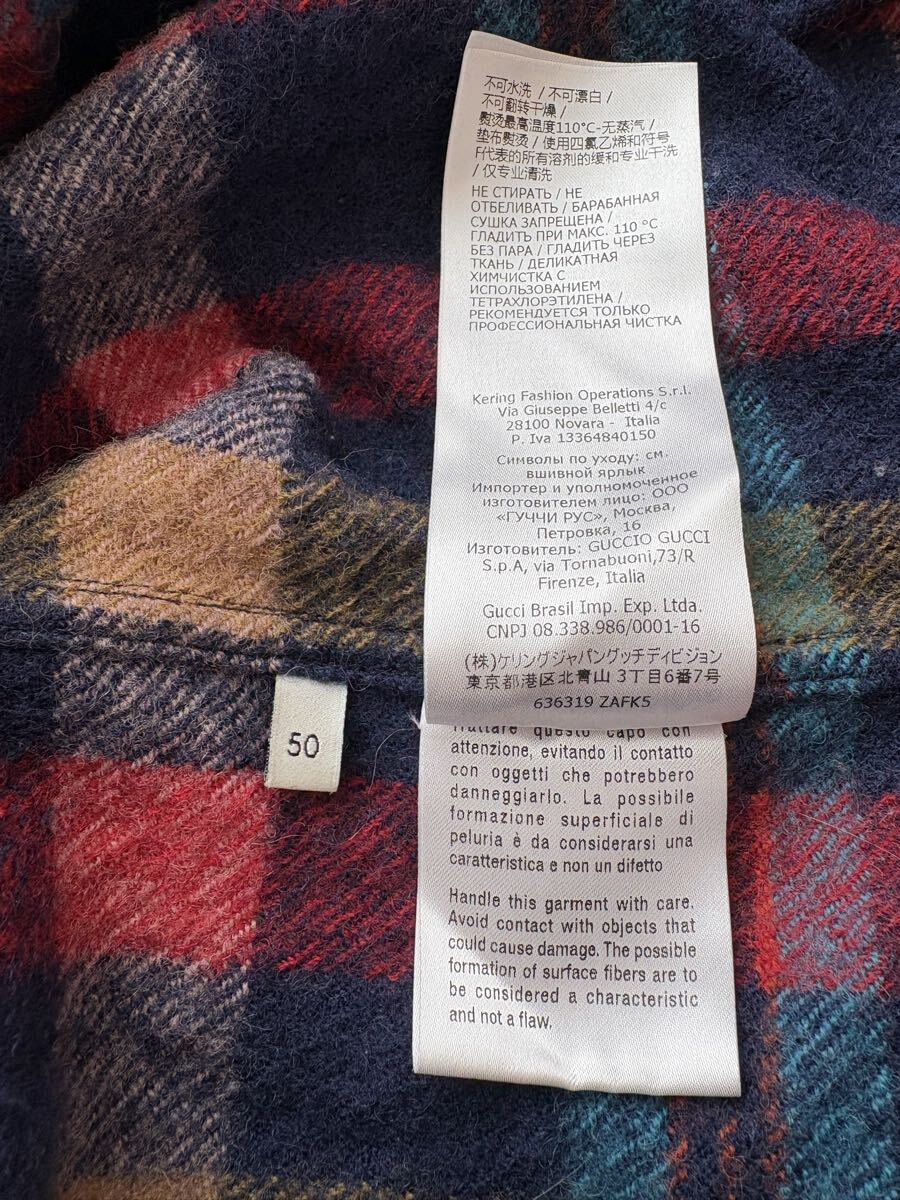 不可水洗 / 不可漂白 /
不可翻转干燥 /
熨烫最高温度110°C-无蒸汽 /
垫布熨烫 / 使用四氯乙烯和符号
F代表的所有溶剂的缓和专业干洗
/ 仅专业清洗
НЕ СТИРАТЬ / НЕ
ОТБЕЛИВАТЬ / БАРАБАННАЯ
СУШКА ЗАПРЕЩЕНА /
ГЛАДИТЬ ПРИ МАКС. 110 °C
БЕЗ ПАРА / ГЛАДИТЬ ЧЕРЕЗ
ТКАНЬ / ДЕЛИКАТНАЯ
ХИМЧИСТКА С
ИСПОЛЬЗОВАНИЕМ
ТЕТРАХЛОРЭТИЛЕНА /
РЕКОМЕНДУЕТСЯ ТОЛЬКО
ПРОФЕССИОНАЛЬНАЯ ЧИСТКА
Kering Fashion Operations S.r.l.
Via Giuseppe Belletti 4/c
28100 Novara - Italia
P. Iva 13364840150
Символы по уходу: см.
вшивной ярлык
Импортер и уполномоченное
изготовителем лицо: ООО
«ГУЧЧИ РУС», Москва,
Петровка, 16
Изготовитель: GUCCIO GUCCI
S.p.A, via Tornabuoni,73/R
Firenze, Italia
Gucci Brasil Imp. Exp. Ltda.
CNPJ 08.338.986/0001-16
(株)ケリングジャパングッチディビジョン
東京都港区北青山 3丁目6番7号
636319 ZAFK5
50
Trattare questo capo con
attenzione, evitando il contatto
con oggetti che potrebbero
danneggiarlo. La possibile
formazione superficiale di
peluria è da considerarsi una
caratteristica e non un difetto
Handle this garment with care.
Avoid contact with objects that
could cause damage. The possible
formation of surface fibers are to
be considered a characteristic
and not a flaw.